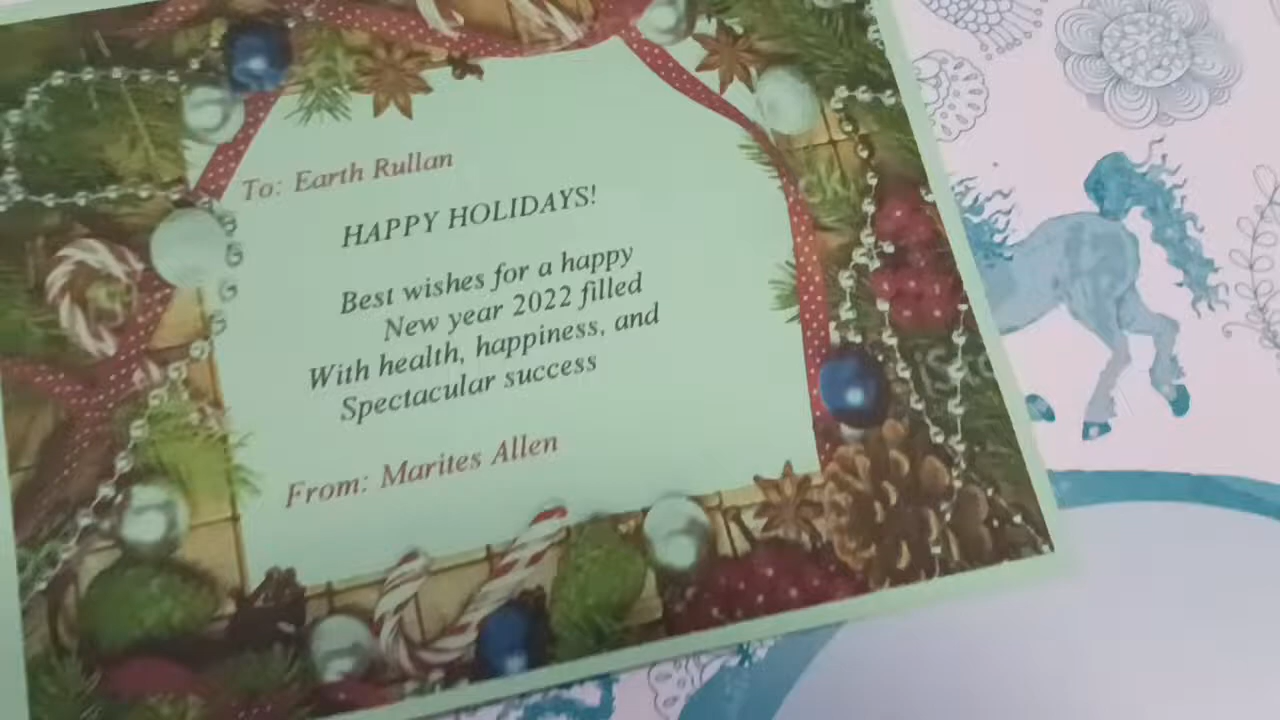 To: Earth Rullan
HAPPY HOLIDAYS!
Best wishes for a happy
New year 2022 filled
With health, happiness, and
Spectacular success
From: Marites Allen